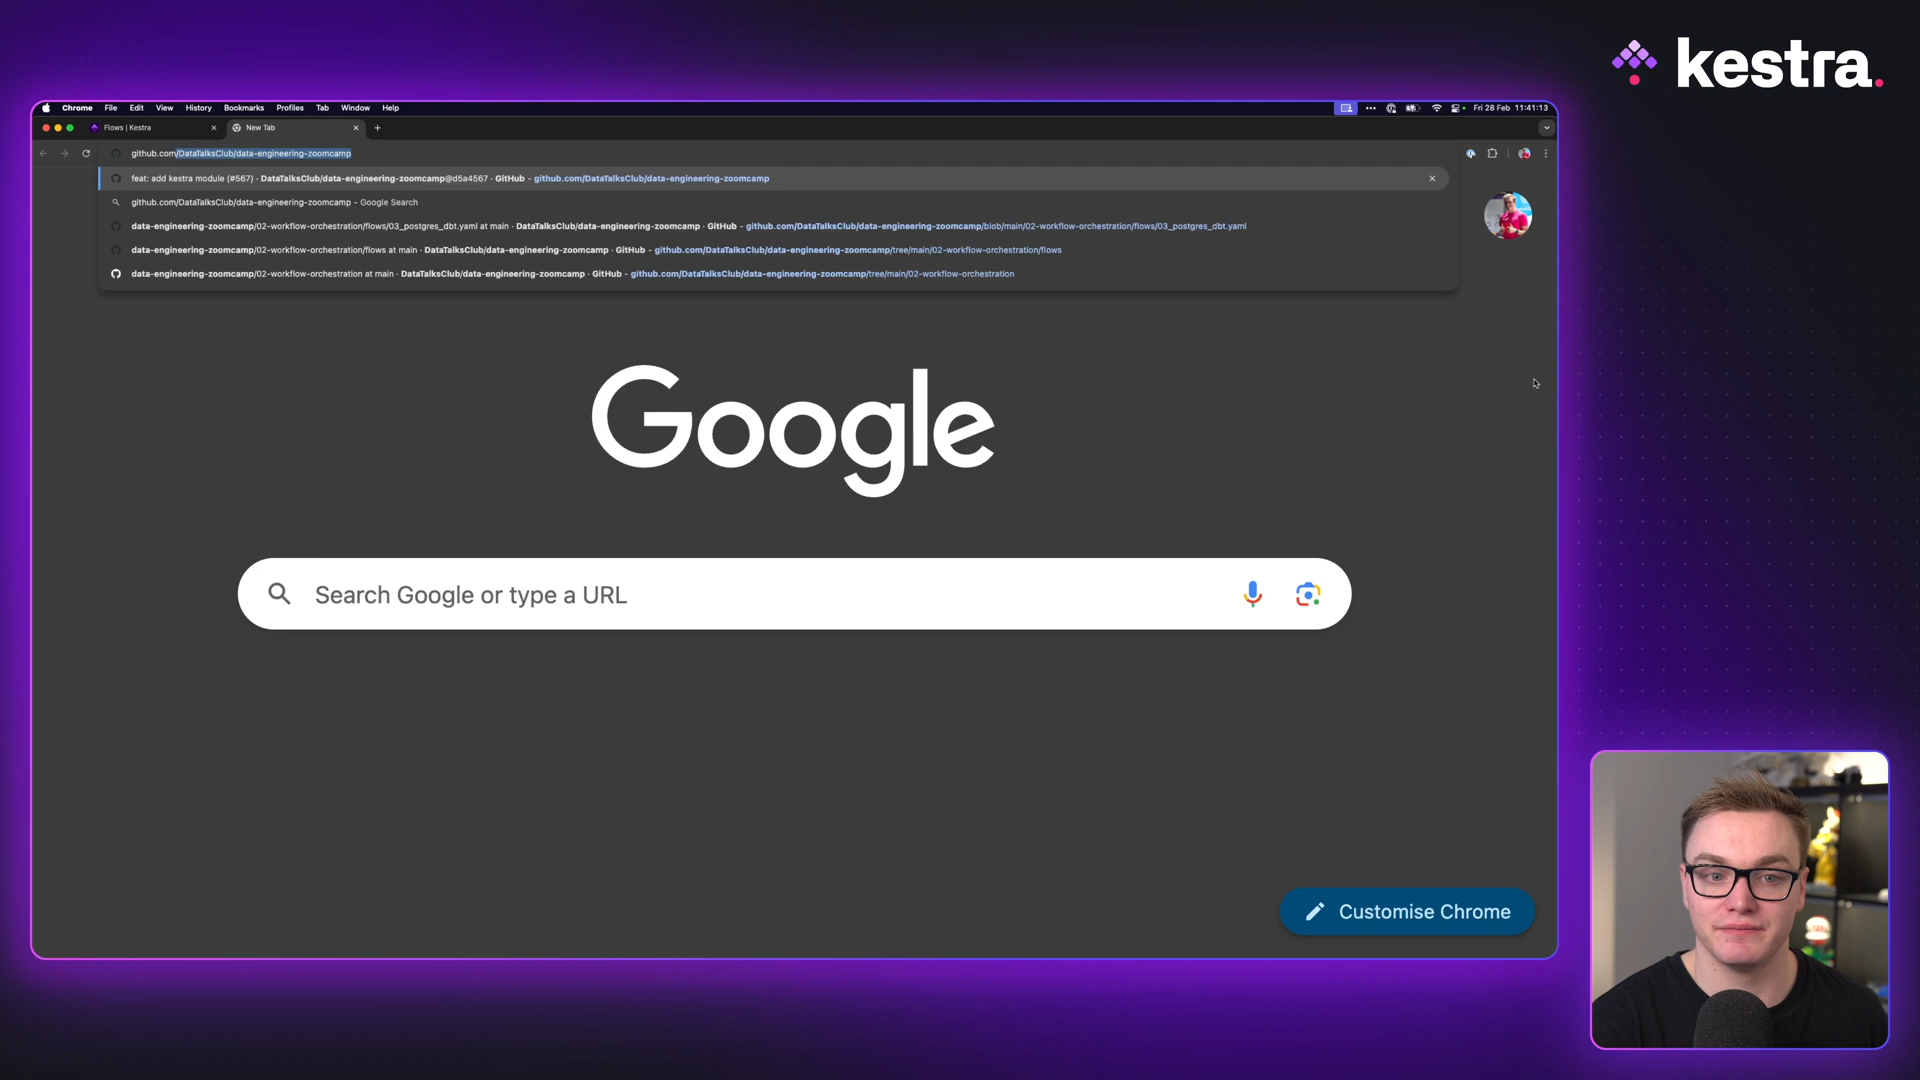 kestra.
Chrome File Edit View History Bookmarks Profiles Tab Window Help
Fri 28 Feb 11:41:13
Flows | Kestra
New Tab
github.com/DataTalksClub/data-engineering-zoomcamp
feat: add kestra module (#567) · DataTalksClub/data-engineering-zoomcamp@d5a4567 · GitHub - github.com/DataTalksClub/data-engineering-zoomcamp
github.com/DataTalksClub/data-engineering-zoomcamp - Google Search
data-engineering-zoomcamp/02-workflow-orchestration/flows/03_postgres_dbt.yaml at main · DataTalksClub/data-engineering-zoomcamp · GitHub - github.com/DataTalksClub/data-engineering-zoomcamp/blob/main/02-workflow-orchestration/flows/03_postgres_dbt.yaml
data-engineering-zoomcamp/02-workflow-orchestration/flows at main · DataTalksClub/data-engineering-zoomcamp · GitHub - github.com/DataTalksClub/data-engineering-zoomcamp/tree/main/02-workflow-orchestration/flows
data-engineering-zoomcamp/02-workflow-orchestration at main · DataTalksClub/data-engineering-zoomcamp · GitHub - github.com/DataTalksClub/data-engineering-zoomcamp/tree/main/02-workflow-orchestration
Google
Search Google or type a URL
Customise Chrome